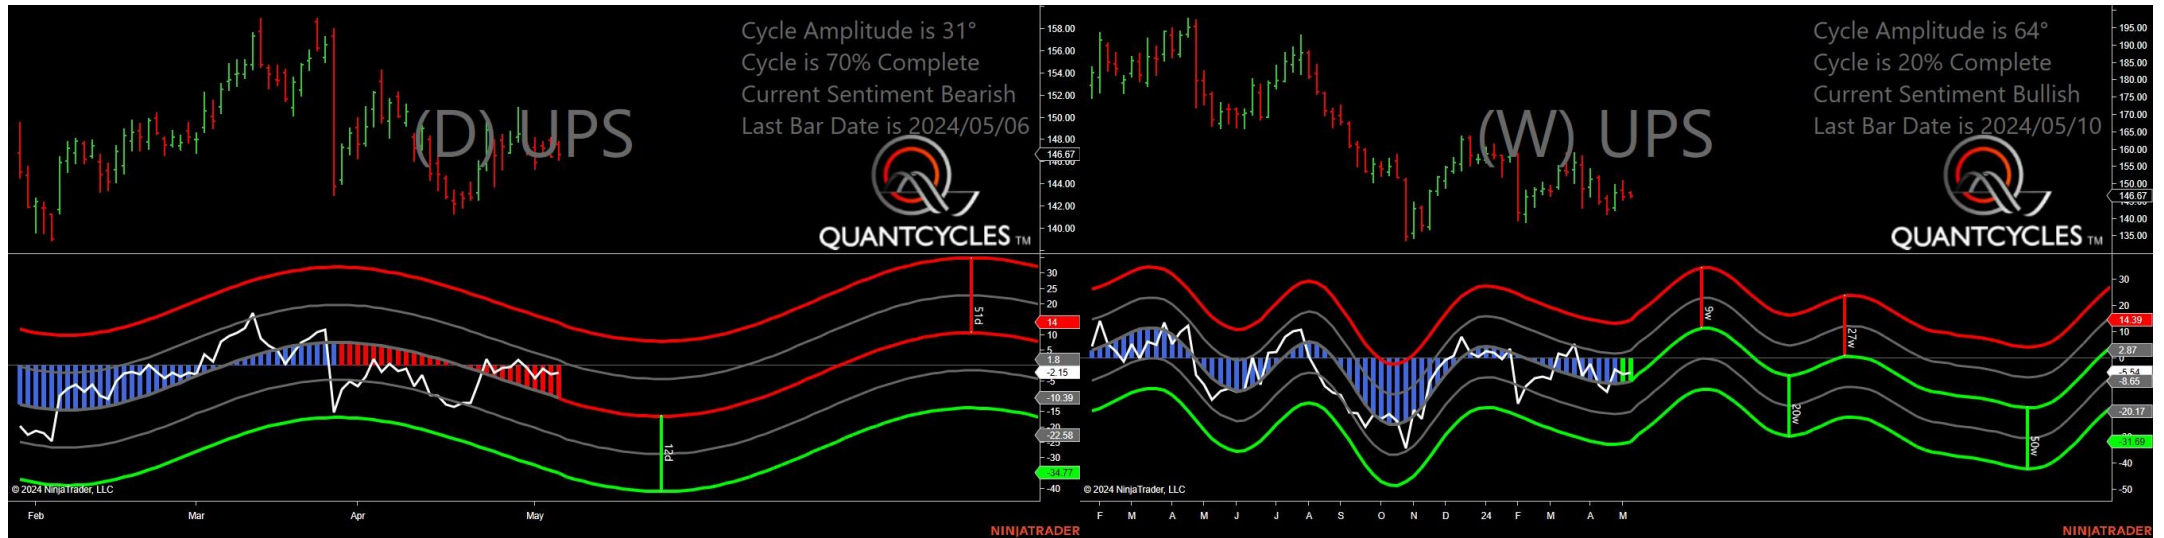 Cycle Amplitude is 31°
Cycle is 70% Complete
Current Sentiment Bearish
Last Bar Date is 2024/05/06
(D) UPS
QUANTCYCLES TM
158.00
156.00
154.00
152.00
150.00
148.00
146.67
146.00
144.00
142.00
140.00
30
25
20
14
10
5
1.8
-2.15
-5
-10.39
-15
-20
-22.58
-25
-30
-34.77
-40
51d
12d
© 2024 NinjaTrader, LLC
Feb Mar Apr May
NINJATRADER
Cycle Amplitude is 64°
Cycle is 20% Complete
Current Sentiment Bullish
Last Bar Date is 2024/05/10
(W) UPS
QUANTCYCLES TM
195.00
190.00
185.00
180.00
175.00
170.00
165.00
160.00
155.00
150.00
146.67
140.00
135.00
30
20
14.39
10
2.87
0
-5.54
-8.65
-20.17
-31.69
-40
-50
9w
27w
20w
50w
© 2024 NinjaTrader, LLC
F M A M J J A S O N D 24 F M A M
NINJATRADER